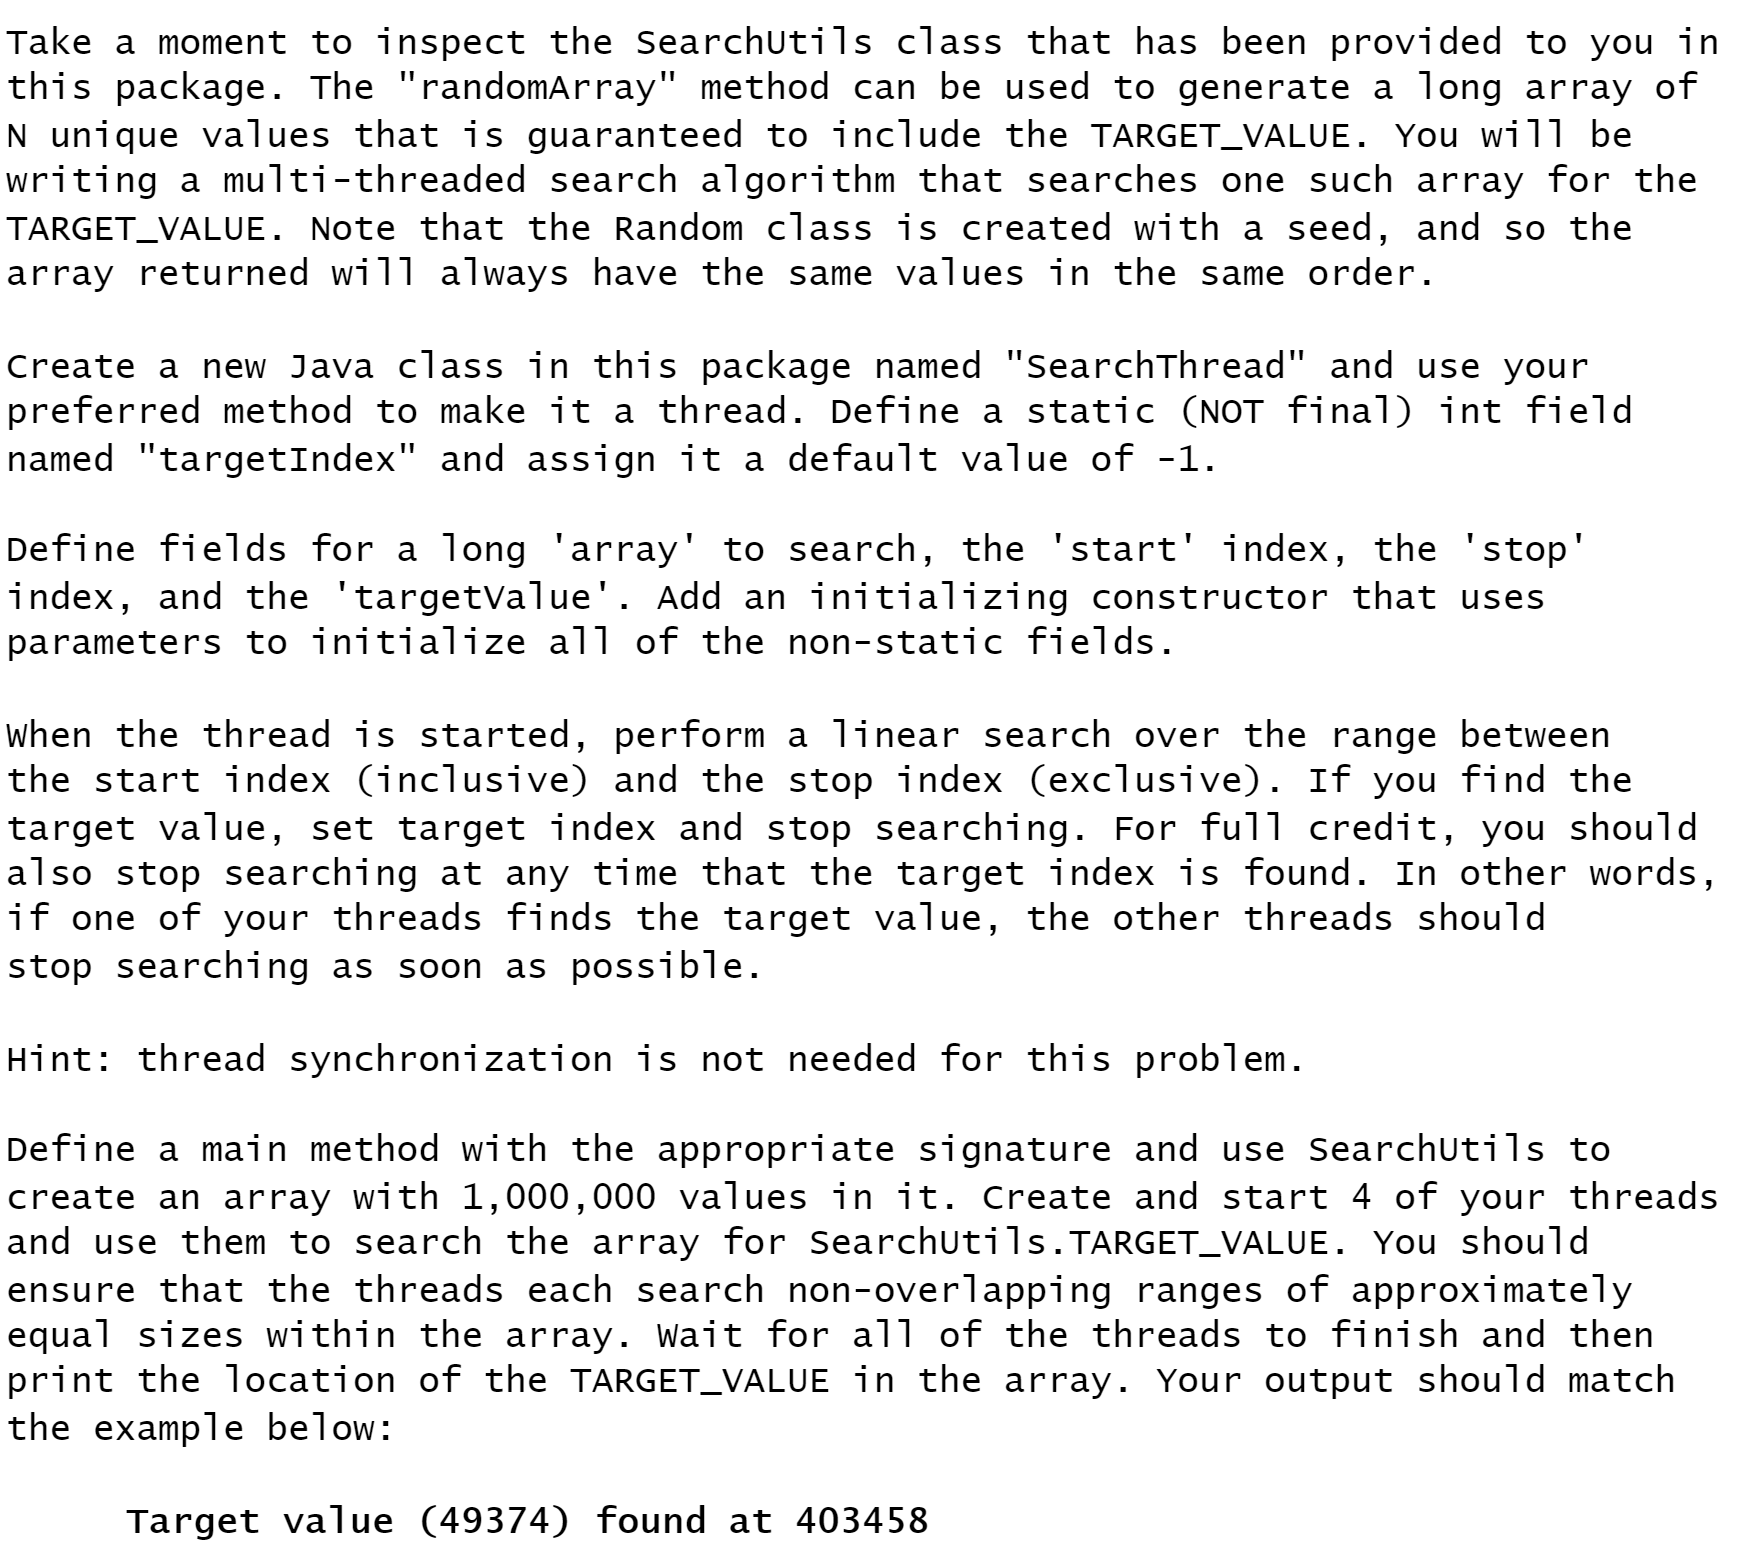 Take a moment to inspect the SearchUtils class that has been provided to you in
this package. The "randomArray" method can be used to generate a long array of
N unique values that is guaranteed to include the TARGET_VALUE. You will be
writing a multi-threaded search algorithm that searches one such array for the
TARGET_VALUE. Note that the Random class is created with a seed, and so the
array returned will always have the same values in the same order.
Create a new Java class in this package named "SearchThread" and use your
preferred method to make it a thread. Define a static (NOT final) int field
named "targetIndex" and assign it a default value of -1.
Define fields for a long 'array' to search, the 'start' index, the 'stop'
index, and the 'targetValue'. Add an initializing constructor that uses
parameters to initialize all of the non-static fields.
When the thread is started, perform a linear search over the range between
the start index (inclusive) and the stop index (exclusive). If you find the
target value, set target index and stop searching. For full credit, you should
also stop searching at any time that the target index is found. In other words,
if one of your threads finds the target value, the other threads should
stop searching as soon as possible.
Hint: thread synchronization is not needed for this problem.
Define a main method with the appropriate signature and use SearchUtils to
create an array with 1,000,000 values in it. Create and start 4 of your threads
and use them to search the array for SearchUtils.TARGET_VALUE. You should
ensure that the threads each search non-overlapping ranges of approximately
equal sizes within the array. Wait for all of the threads to finish and then
print the location of the TARGET_VALUE in the array. Your output should match
the example below:
Target value (49374) found at 403458